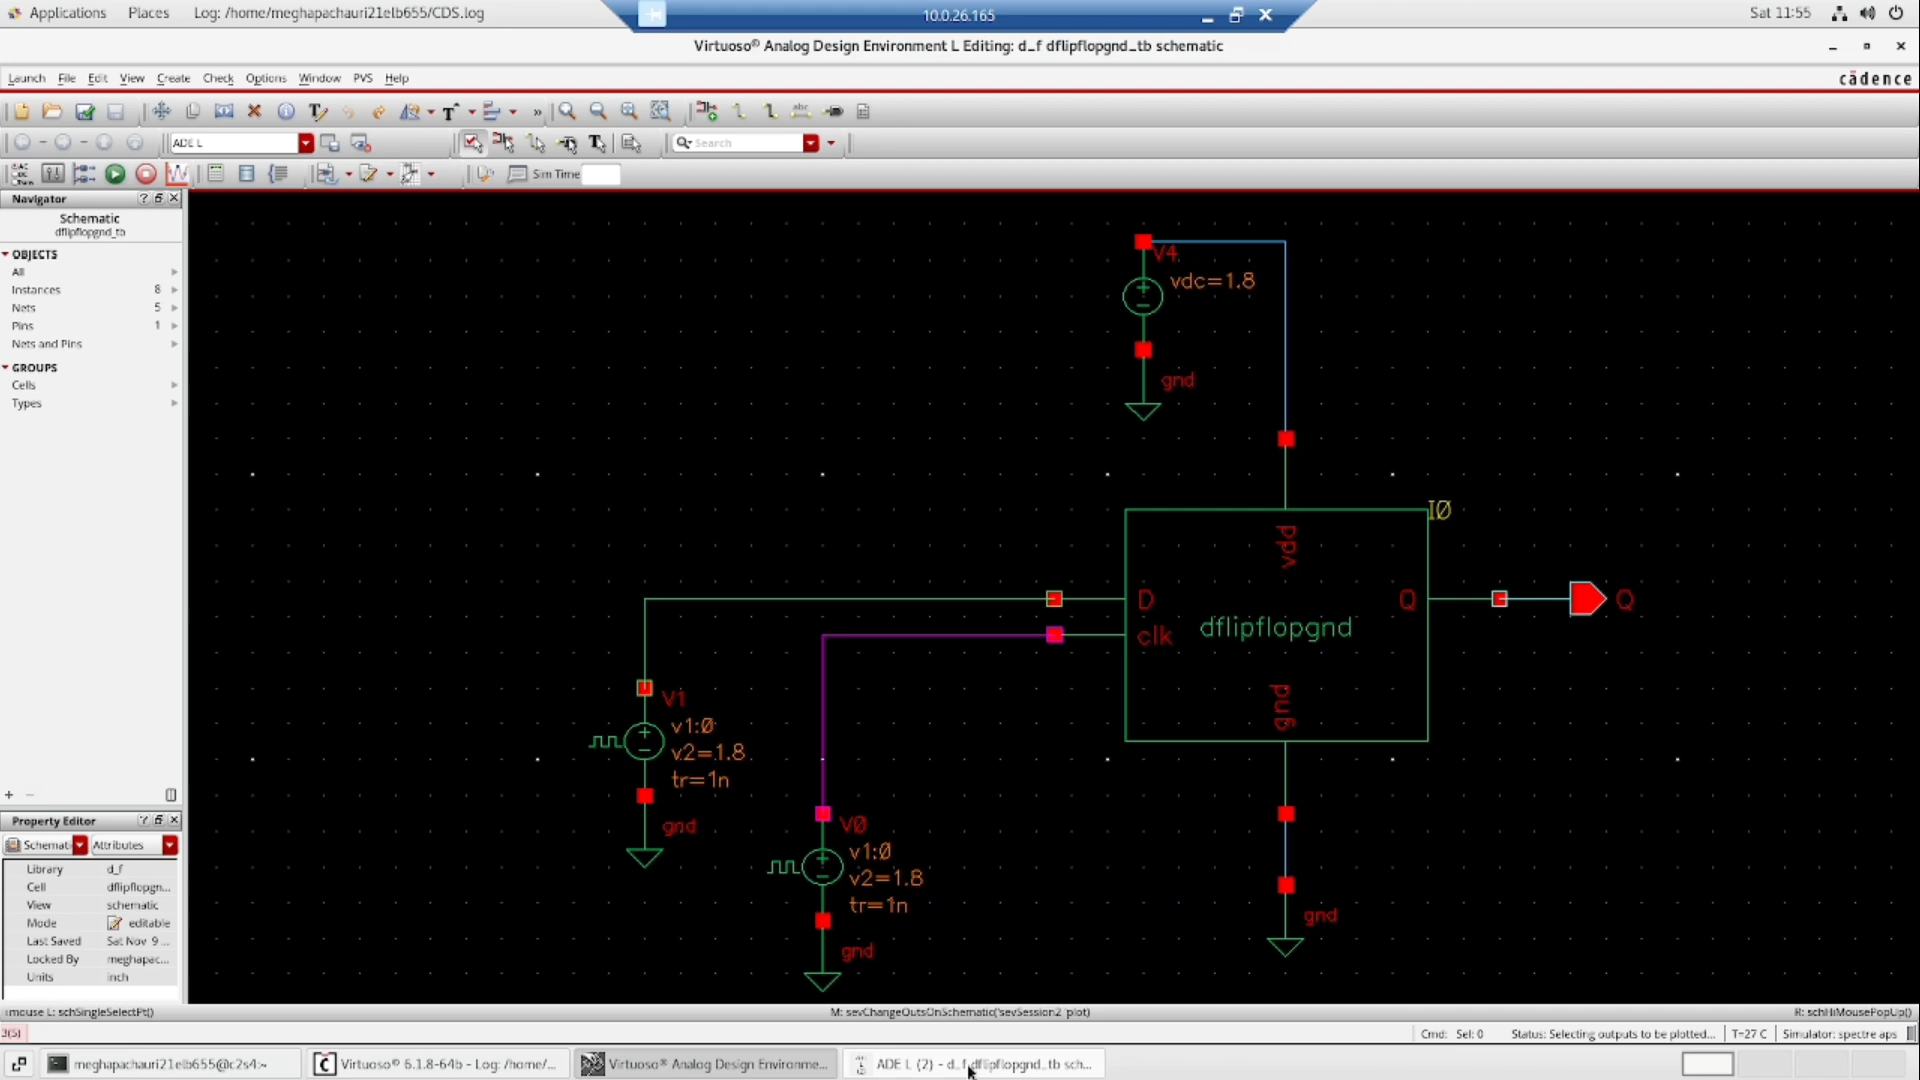 Applications Places Log: /home/meghapachauri21elb655/CDS.log 10.0.26.165 Sat 11:55
Virtuoso® Analog Design Environment L Editing: d_f dflipflopgnd_tb schematic
Launch File Edit View Create Check Options Window PVS Help cādence
ADE L Search
Sim Time
Navigator
Schematic
dflipflopgnd_tb
OBJECTS
All
Instances 8
Nets 5
Pins 1
Nets and Pins
GROUPS
Cells
Types
V4
vdc=1.8
gnd
I0
vdd
D Q
clk dflipflopgnd
gnd
Q
V1
v1:0
v2=1.8
tr=1n
gnd
V0
v1:0
v2=1.8
tr=1n
gnd
gnd
Property Editor
Schemati Attributes
Library d_f
Cell dflipflopgn...
View schematic
Mode editable
Last Saved Sat Nov 9 ...
Locked By meghapac...
Units inch
mouse L: schSingleSelectPt() M: sevChangeOutsOnSchematic('sevSession2 'plot) R: schHiMousePopUp()
3(5) Cmd: Sel: 0 Status: Selecting outputs to be plotted... T=27 C Simulator: spectre aps
meghapachauri21elb655@c2s4:~ Virtuoso® 6.1.8-64b - Log: /home/... Virtuoso® Analog Design Environme... ADE L (2) - d_f dflipflopgnd_tb sch...